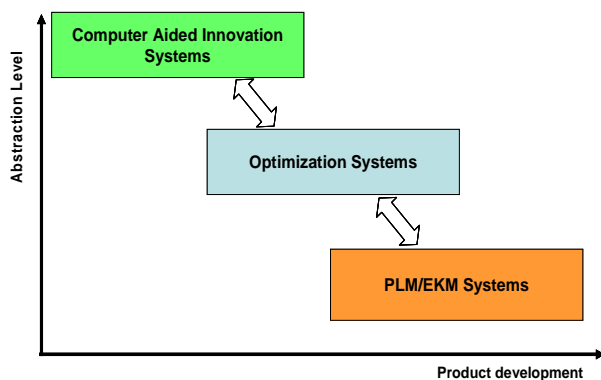 Computer Aided Innovation
Systems
Abstraction Level
Optimization Systems
PLM/EKM Systems
Product development